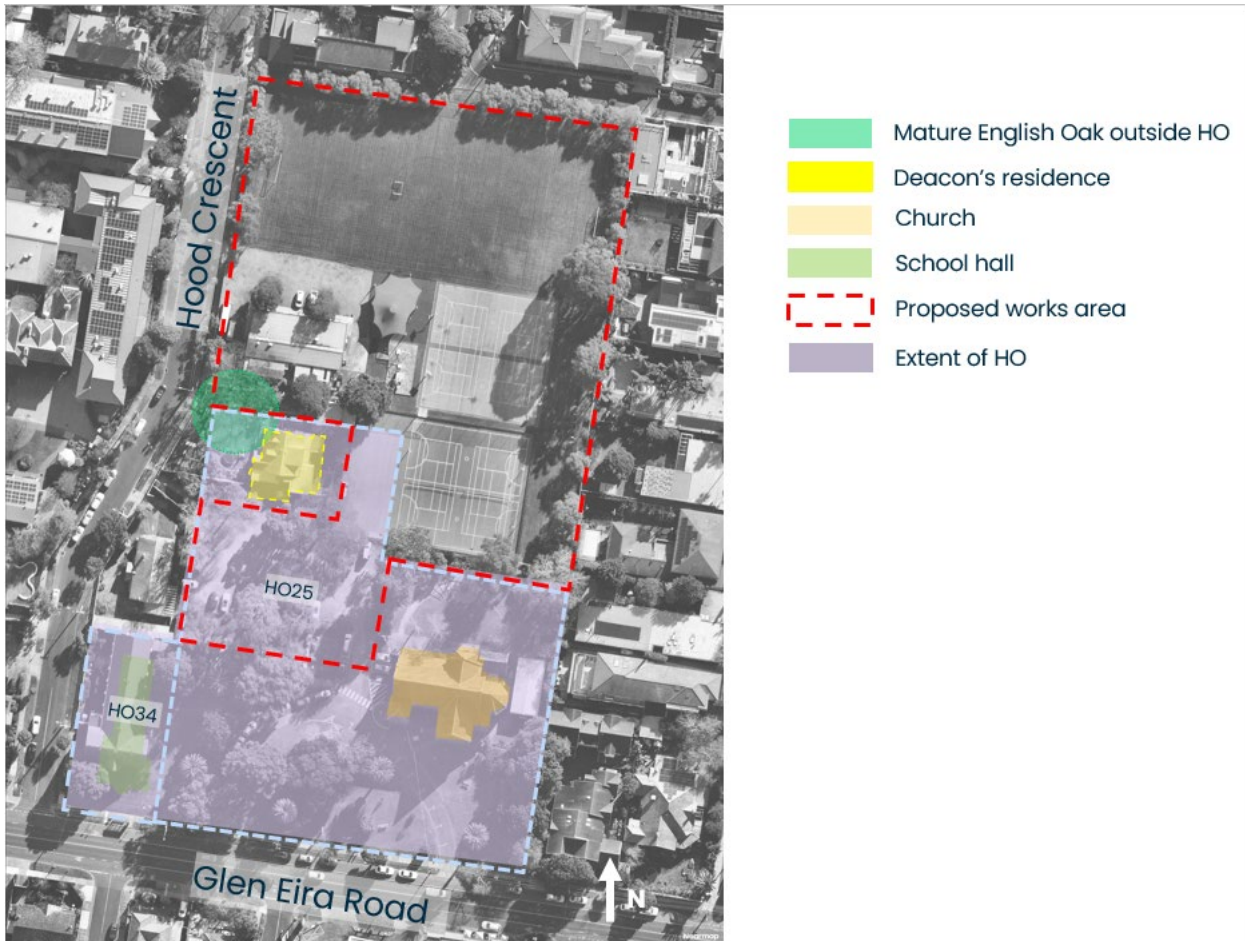 Hood Crescent
HO25
HO34
Glen Eira Road
N
nearmap
Mature English Oak outside HO
Deacon's residence
Church
School hall
Proposed works area
Extent of HO